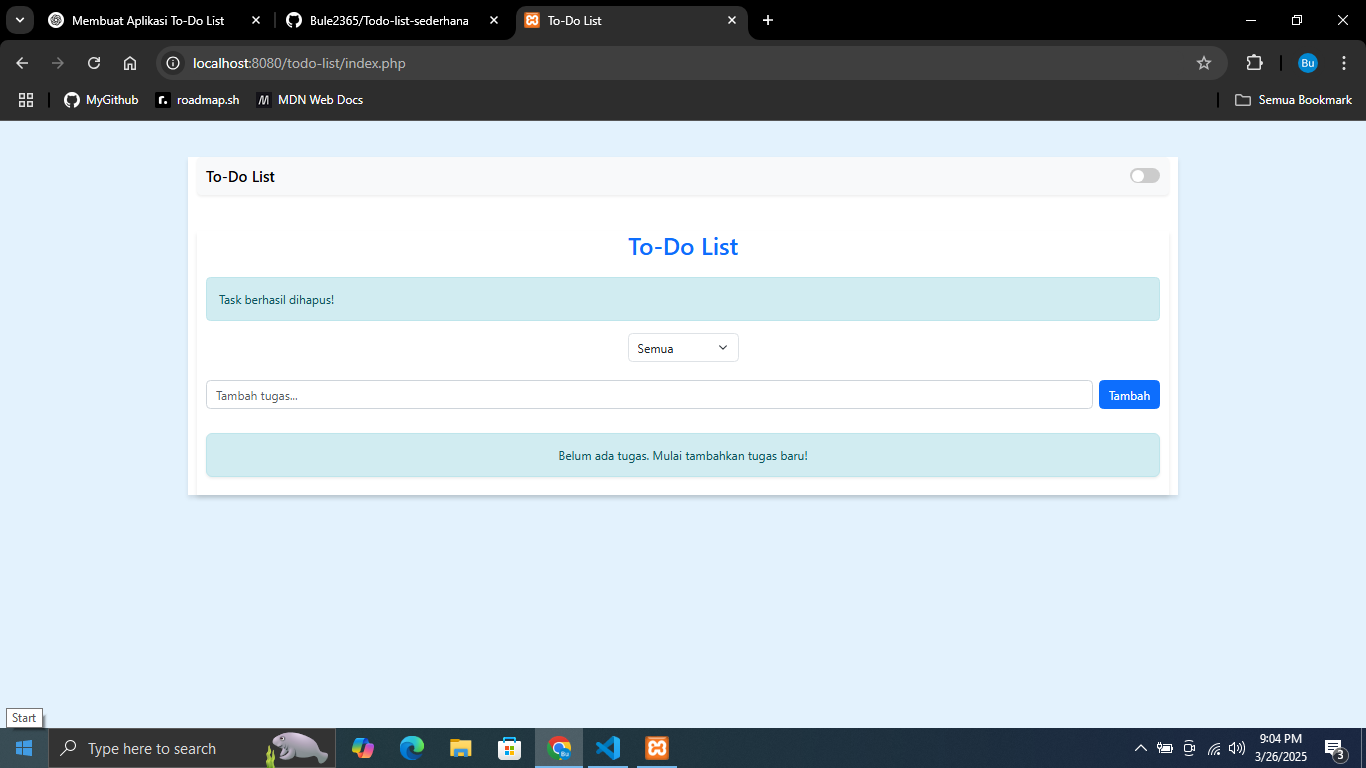 Membuat Aplikasi To-Do List
Bule2365/Todo-list-sederhana
To-Do List
localhost:8080/todo-list/index.php
Bu
MyGithub
roadmap.sh
MDN Web Docs
Semua Bookmark
To-Do List
To-Do List
Task berhasil dihapus!
Semua
Tambah tugas...
Tambah
Belum ada tugas. Mulai tambahkan tugas baru!
Start
Type here to search
9:04 PM
3/26/2025
3